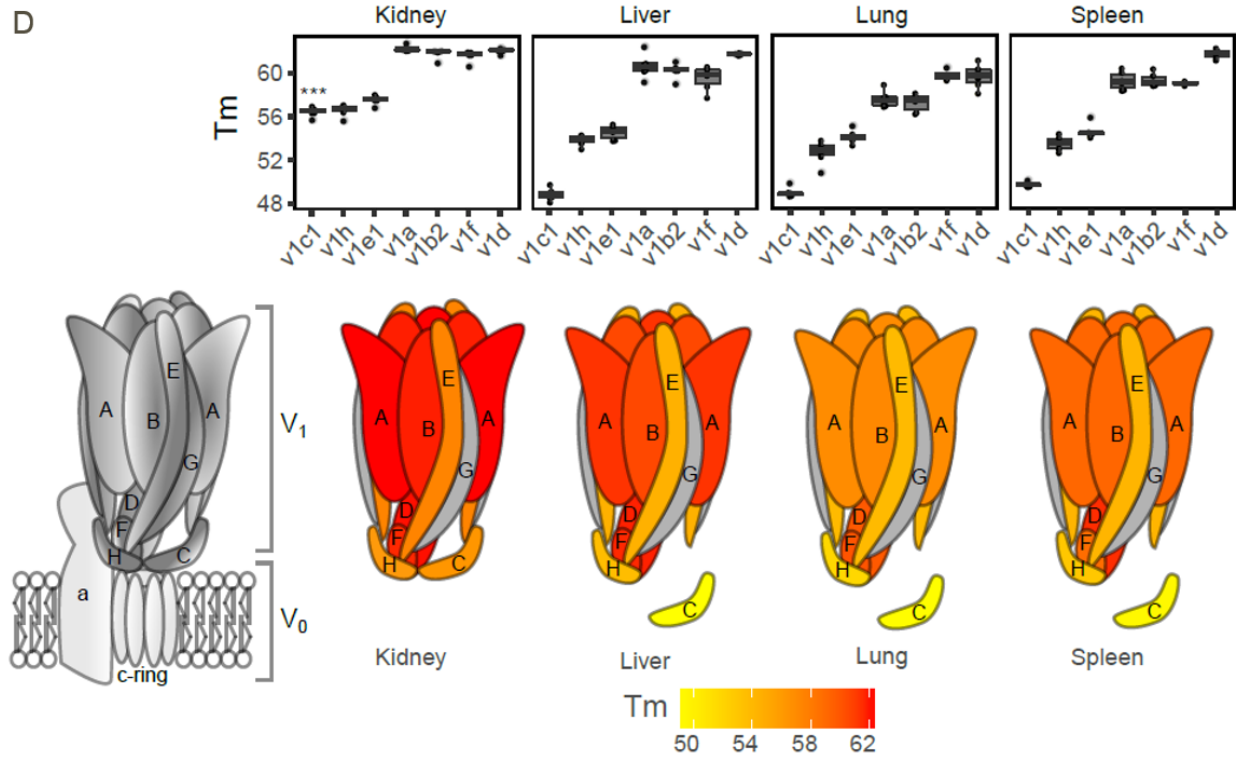 D
Kidney Liver Lung Spleen
Tm
60
56
52
48
***
v1c1 v1h v1e1 v1a v1b2 v1f v1d
v1c1 v1h v1e1 v1a v1b2 v1f v1d
v1c1 v1h v1e1 v1a v1b2 v1f v1d
v1c1 v1h v1e1 v1a v1b2 v1f v1d
E
A B A
G
D
F
H C
a
c-ring
V1
V0
E
A B A
G
D
F
H C
Kidney
E
A B A
G
D
F
H
C
Liver
E
A B A
G
D
F
H
C
Lung
E
A B A
G
D
F
H
C
Spleen
Tm
50 54 58 62